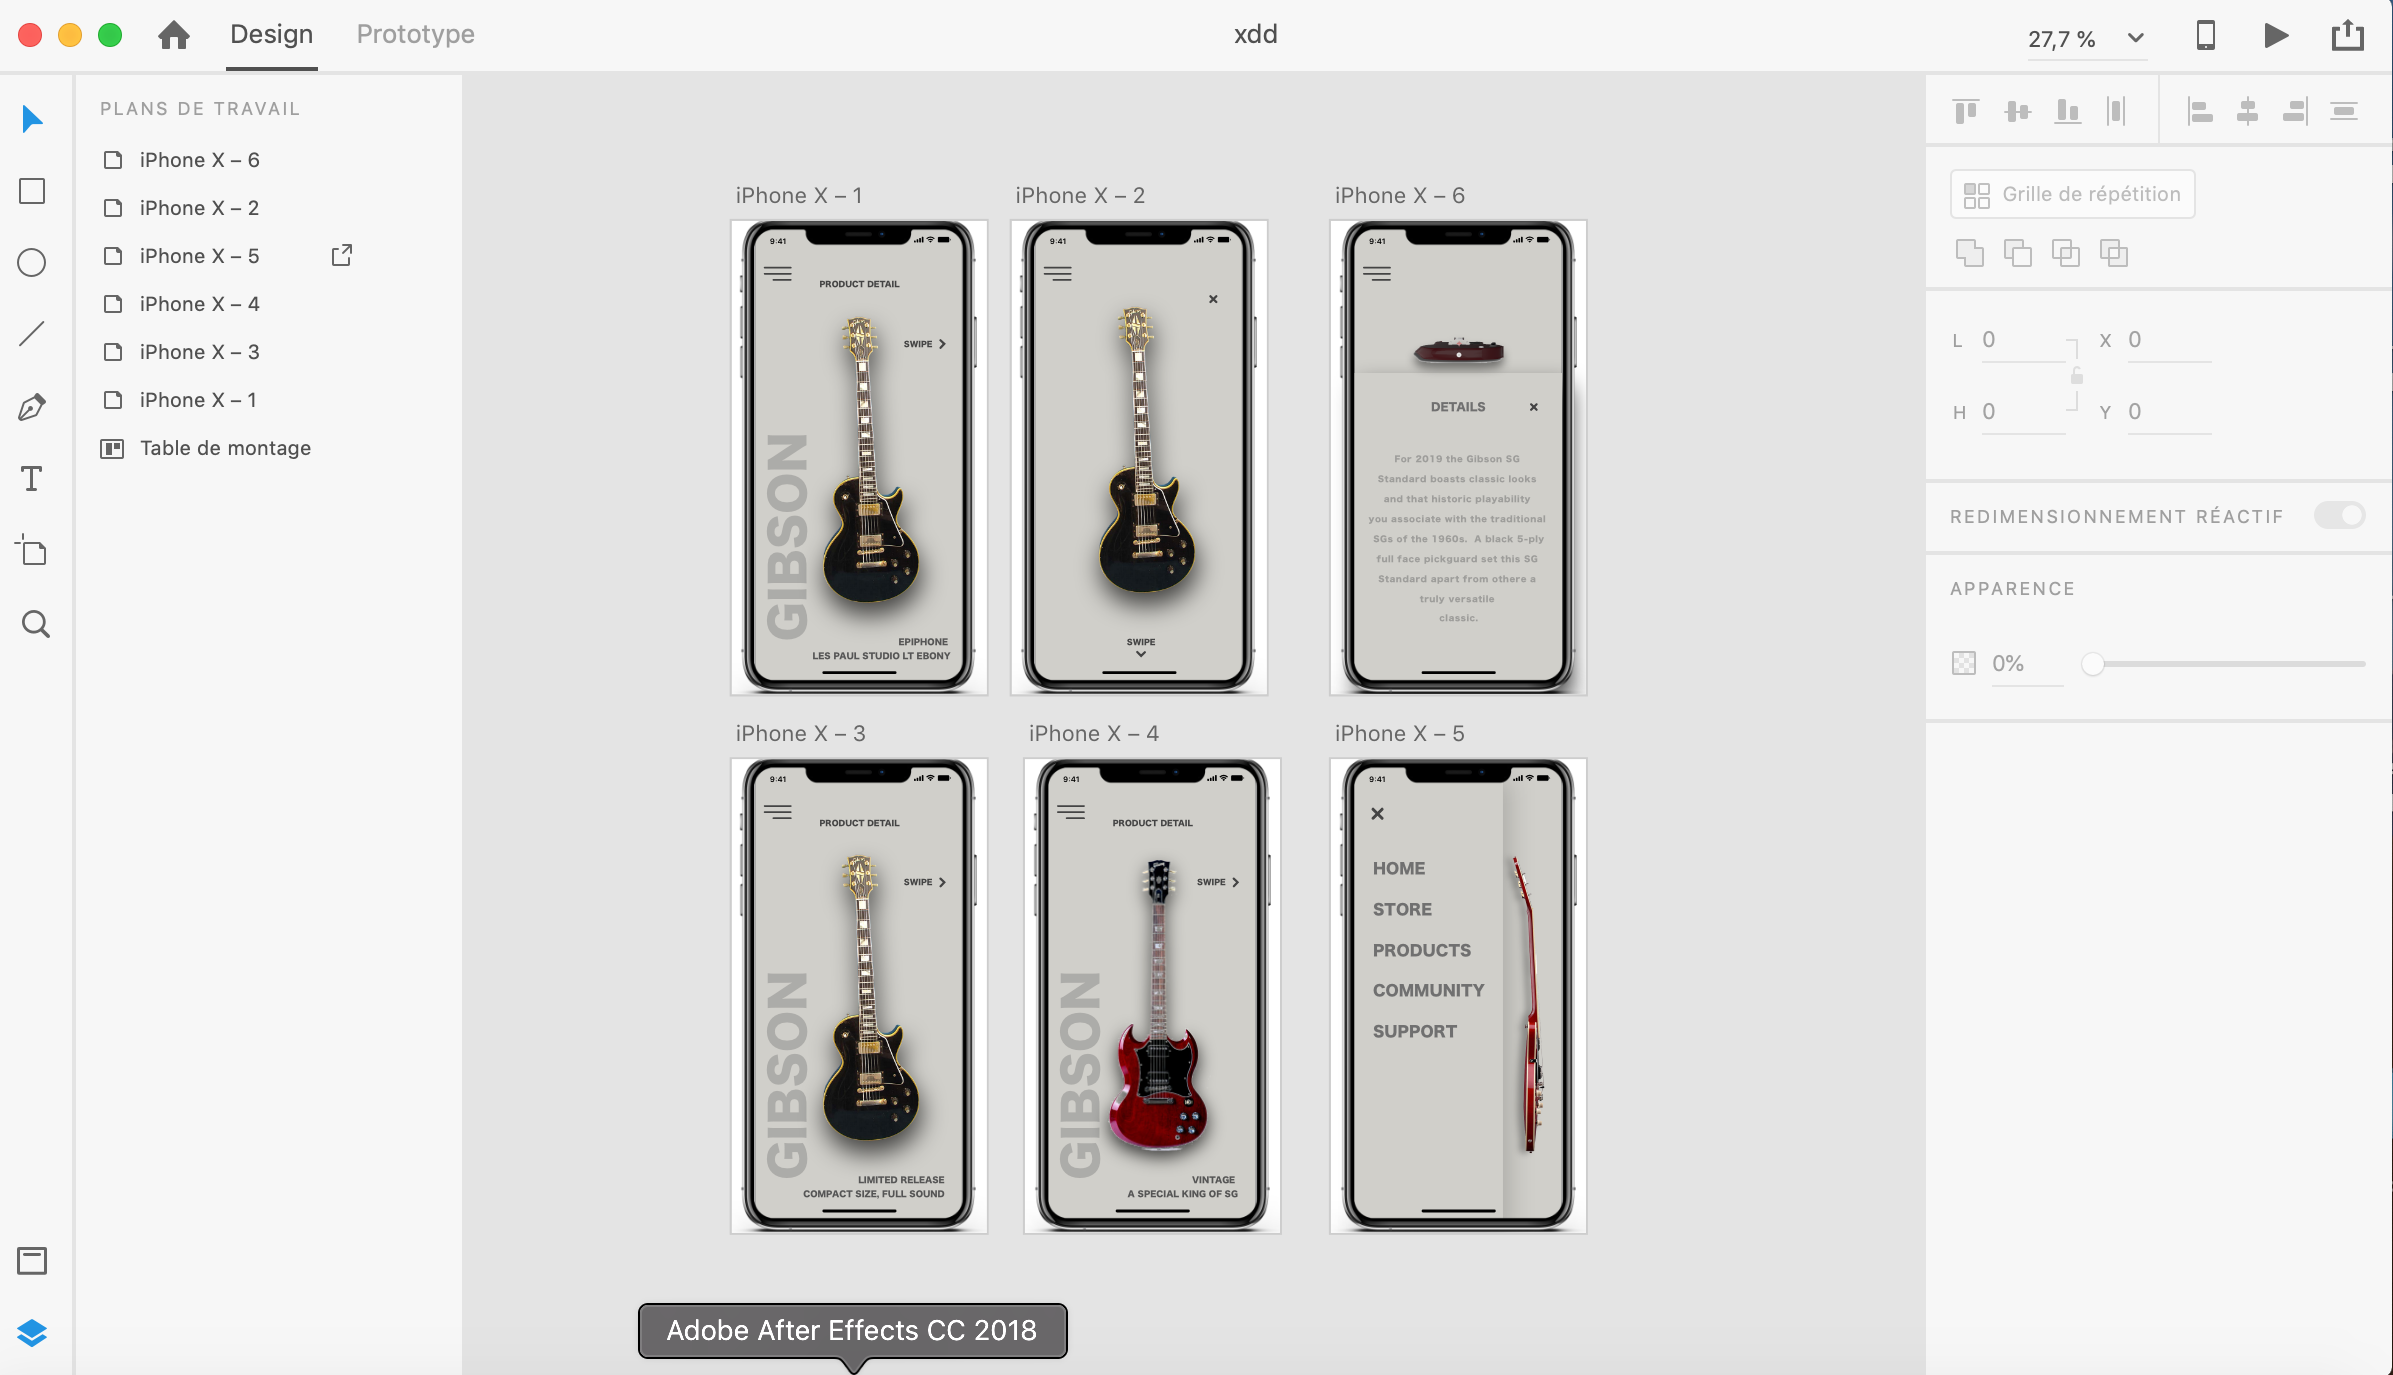 Design
Prototype
xdd
27,7 %
PLANS DE TRAVAIL
iPhone X – 6
iPhone X – 2
iPhone X – 5
iPhone X – 4
iPhone X – 3
iPhone X – 1
Table de montage
iPhone X – 1
9:41
PRODUCT DETAIL
SWIPE
GIBSON
EPIPHONE
LES PAUL STUDIO LT EBONY
iPhone X – 2
9:41
SWIPE
iPhone X – 6
9:41
DETAILS
For 2019 the Gibson SG
Standard boasts classic looks
and that historic playability
you associate with the traditional
SGs of the 1960s. A black 5-ply
full face pickguard set this SG
Standard apart from othere a
truly versatile
classic.
iPhone X – 3
9:41
PRODUCT DETAIL
SWIPE
GIBSON
LIMITED RELEASE
COMPACT SIZE, FULL SOUND
iPhone X – 4
9:41
PRODUCT DETAIL
SWIPE
GIBSON
VINTAGE
A SPECIAL KING OF SG
iPhone X – 5
9:41
HOME
STORE
PRODUCTS
COMMUNITY
SUPPORT
Grille de répétition
L 0 X 0
H 0 Y 0
REDIMENSIONNEMENT RÉACTIF
APPARENCE
0%
Adobe After Effects CC 2018